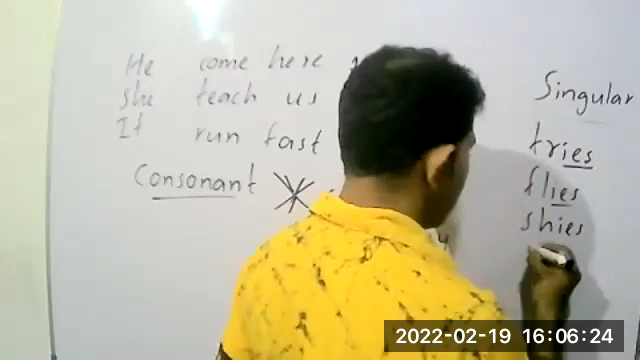 He come here
She teach us
It run fast
Consonant
y
Singular
tries
flies
shies
2022-02-19 16:06:24